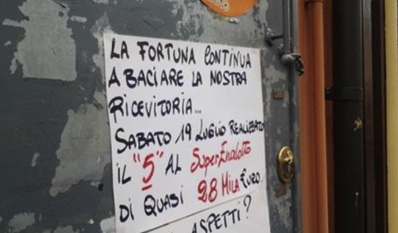 LA FORTUNA CONTINUA
A BACIARE LA NOSTRA
RICEVITORIA...
SABATO 19 LUGLIO REALIZZATO
IL "5" AL SuperEnalotto
DI QUASI 28 MILA EURO.
ASPETTI?